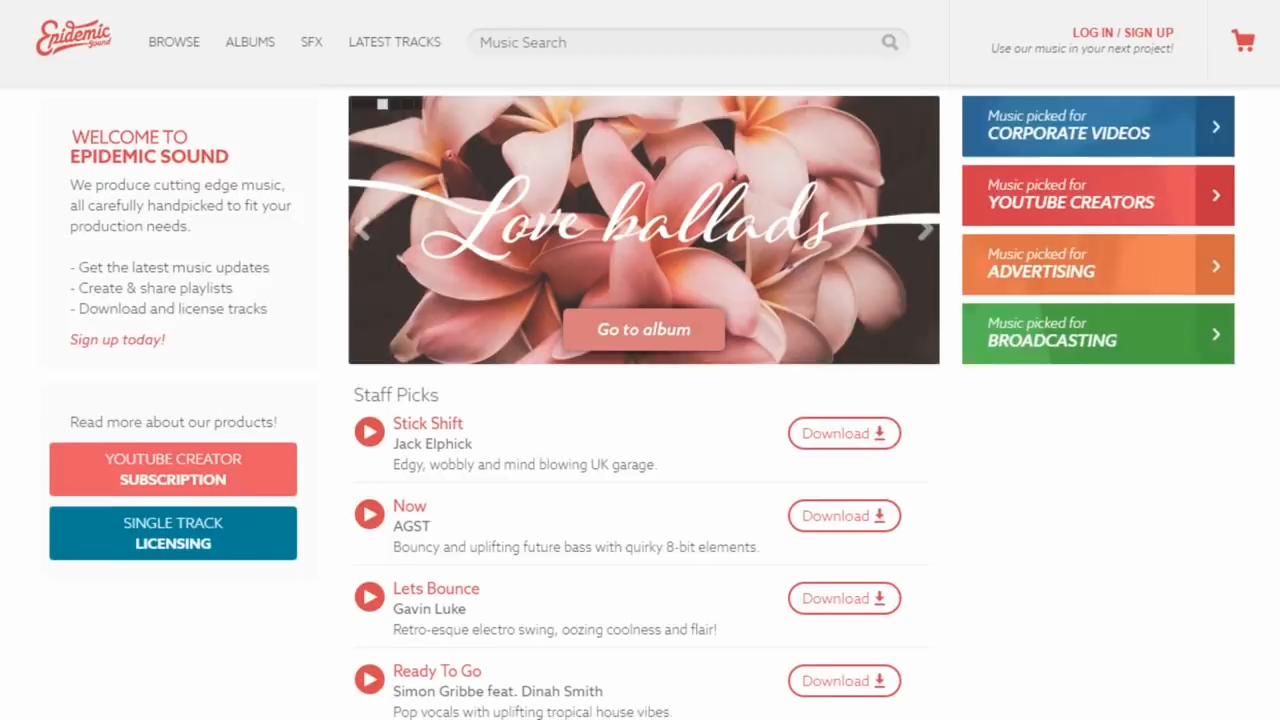 Epidemic
Sound
BROWSE
ALBUMS
SFX
LATEST TRACKS
Music Search
LOG IN / SIGN UP
Use our music in your next project!
WELCOME TO
EPIDEMIC SOUND
We produce cutting edge music,
all carefully handpicked to fit your
production needs.
- Get the latest music updates
- Create & share playlists
- Download and license tracks
Sign up today!
Read more about our products!
YOUTUBE CREATOR
SUBSCRIPTION
SINGLE TRACK
LICENSING
Love ballads
Go to album
Music picked for
CORPORATE VIDEOS
Music picked for
YOUTUBE CREATORS
Music picked for
ADVERTISING
Music picked for
BROADCASTING
Staff Picks
Stick Shift
Jack Elphick
Edgy, wobbly and mind blowing UK garage.
Download
Now
AGST
Bouncy and uplifting future bass with quirky 8-bit elements.
Download
Lets Bounce
Gavin Luke
Retro-esque electro swing, oozing coolness and flair!
Download
Ready To Go
Simon Gribbe feat. Dinah Smith
Pop vocals with uplifting tropical house vibes.
Download